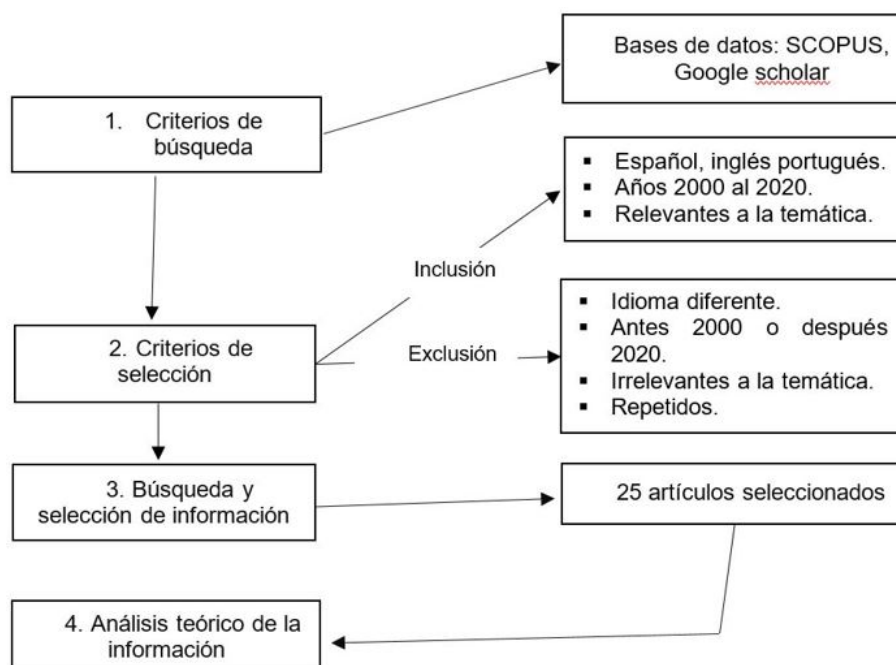 1. Criterios de
búsqueda
Bases de datos: SCOPUS,
Google scholar
2. Criterios de
selección
Inclusión
▪ Español, inglés portugués.
▪ Años 2000 al 2020.
▪ Relevantes a la temática.
Exclusión
▪ Idioma diferente.
▪ Antes 2000 o después
2020.
▪ Irrelevantes a la temática.
▪ Repetidos.
3. Búsqueda y
selección de información
25 artículos seleccionados
4. Análisis teórico de la
información